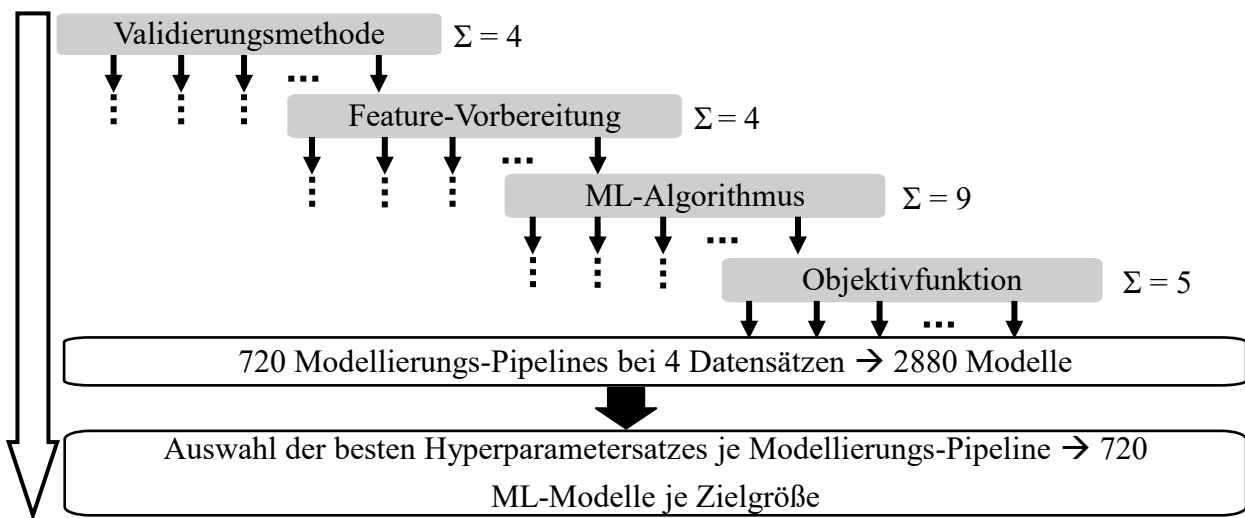 Validierungsmethode Σ = 4
Feature-Vorbereitung Σ = 4
ML-Algorithmus Σ = 9
Objektivfunktion Σ = 5
720 Modellierungs-Pipelines bei 4 Datensätzen → 2880 Modelle
Auswahl der besten Hyperparametersatzes je Modellierungs-Pipeline → 720
ML-Modelle je Zielgröße